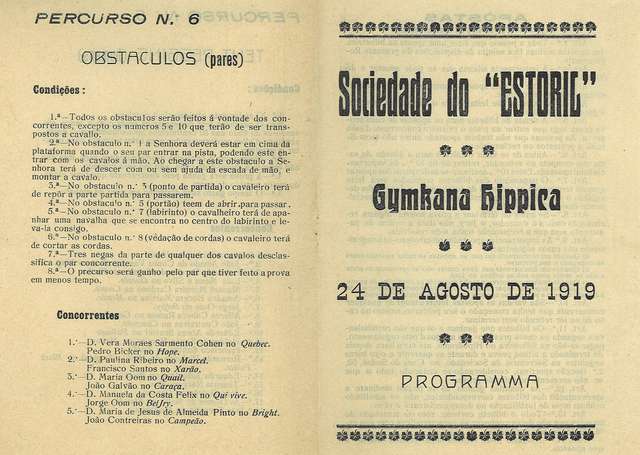 PERCURSO N.º 6
OBSTACULOS (pares)
Condições :
1.ª—Todos os obstaculos serão feitos á vontade dos con-
correntes, excepto os numeros 5 e 10 que terão de ser trans-
postos a cavallo.
2.ª—No obstaculo n.º 1 a Senhora deverá estar em cima da
plataforma quando o seu par entrar na pista, podendo este en-
trar com os cavalos á mão. Ao chegar a este obstaculo a Se-
nhora terá de descer com ou sem ajuda da escada de mão, e
montar a cavalo.
3.ª—No obstaculo n.º 3 (ponto de partida) o cavaleiro terá
de repôr a parte partida para passarem.
4.ª—No obstaculo n.º 5 (portão) teem de abrir para passar.
5.ª—No obstaculo n.º 7 (labirinto) o cavalheiro terá de apa-
nhar uma navalha que se encontra no centro do labirinto e le-
va-la consigo.
6.ª—No obstaculo n.º 8 (védação de cordas) o cavaleiro terá
de cortar as cordas.
7.ª—Tres negas da parte de qualquer dos cavalos desclas-
sifica o par concorrente.
8.ª—O precurso será ganho pelo par que tiver feito a prova
em menos tempo.
Concorrentes
1.º—D. Vera Moraes Sarmento Cohen no Quebec.
Pedro Bicker no Hope.
2.º—D. Paulina Ribeiro no Marcel.
Francisco Santos no Xarão.
3.º—D. Maria Oom no Quail.
João Galvão no Caraça.
4.º—D. Manuela da Costa Felix no Qui vive.
Jorge Oom no Belfry.
5.º—D. Maria de Jesus de Almeida Pinto no Bright.
João Contreiras no Campeão.
Sociedade do "ESTORIL"
Gymkana Hippica
24 DE AGOSTO DE 1919
PROGRAMMA